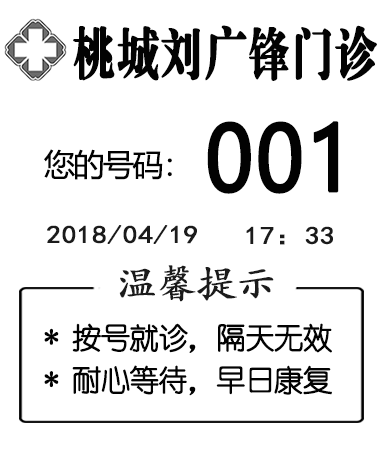 桃城刘广锋门诊
您的号码：001
2018/04/19 17：33
温馨提示
* 按号就诊，隔天无效
* 耐心等待，早日康复